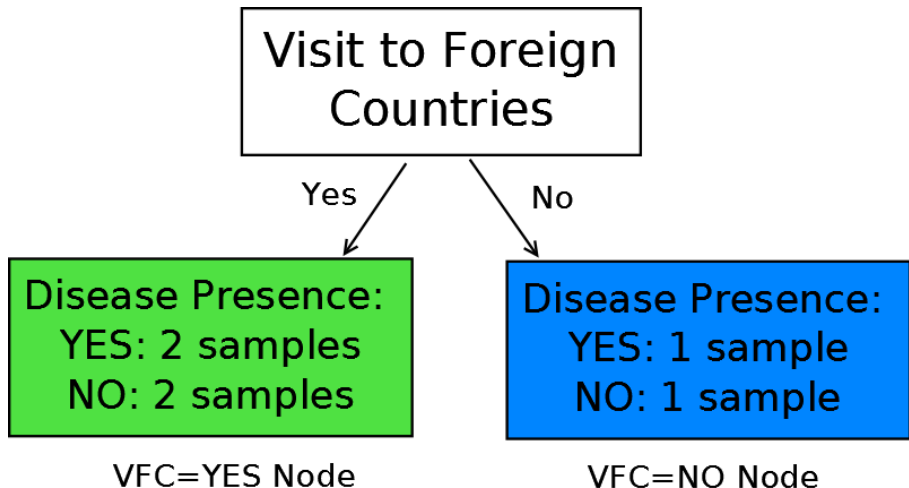 Visit to Foreign
Countries
Yes
No
Disease Presence:
YES: 2 samples
NO: 2 samples
Disease Presence:
YES: 1 sample
NO: 1 sample
VFC=YES Node
VFC=NO Node